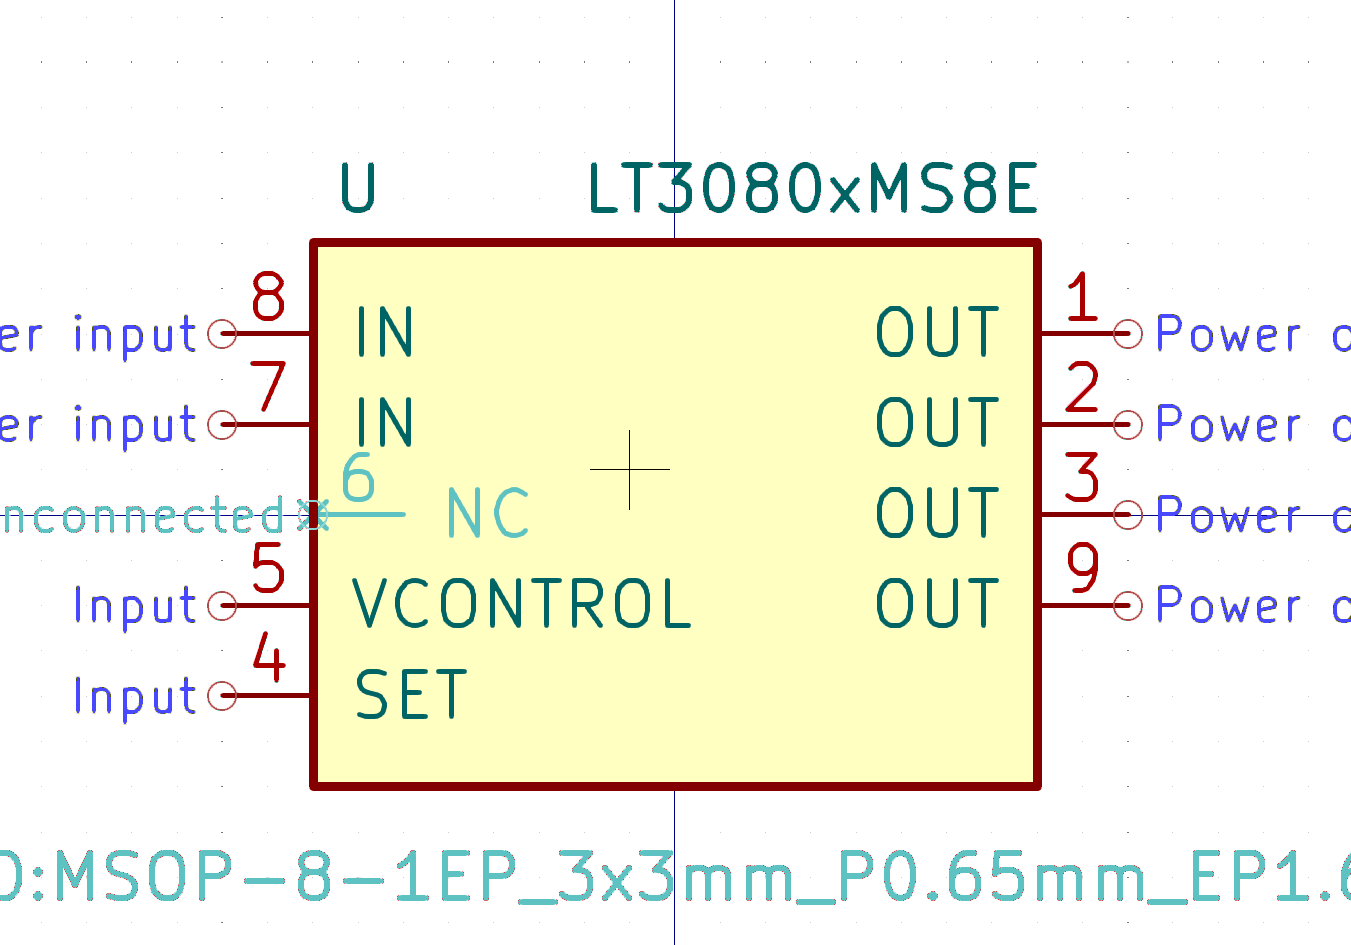 U LT3080xMS8E
er input 8 IN OUT 1 Power o
er input 7 IN OUT 2 Power o
nconnected 6 NC OUT 3 Power o
Input 5 VCONTROL OUT 9 Power o
Input 4 SET
O:MSOP-8-1EP_3x3mm_P0.65mm_EP1.6